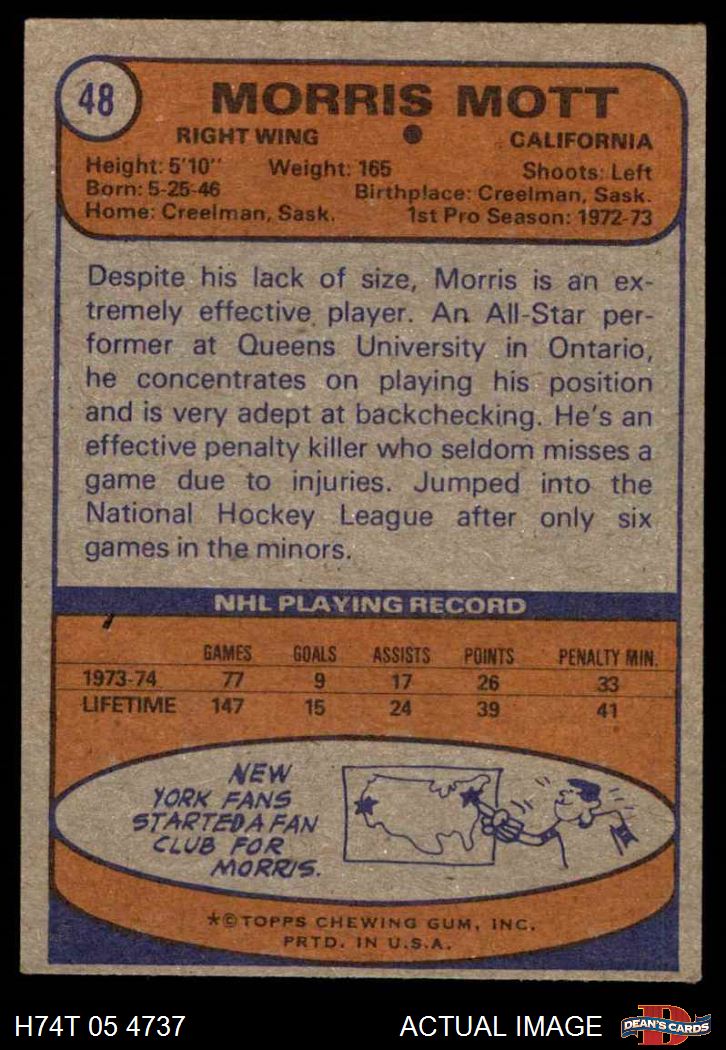 48
MORRIS MOTT
RIGHT WING ● CALIFORNIA
Height: 5'10" Weight: 165 Shoots: Left
Born: 5-25-46 Birthplace: Creelman, Sask.
Home: Creelman, Sask. 1st Pro Season: 1972-73
Despite his lack of size, Morris is an ex-
tremely effective player. An All-Star per-
former at Queens University in Ontario,
he concentrates on playing his position
and is very adept at backchecking. He's an
effective penalty killer who seldom misses a
game due to injuries. Jumped into the
National Hockey League after only six
games in the minors.
NHL PLAYING RECORD
GAMES GOALS ASSISTS POINTS PENALTY MIN.
1973-74 77 9 17 26 33
LIFETIME 147 15 24 39 41
NEW
YORK FANS
STARTED A FAN
CLUB FOR
MORRIS.
*©TOPPS CHEWING GUM, INC.
PRTD. IN U.S.A.
H74T 05 4737 ACTUAL IMAGE
D
DEAN'S CARDS